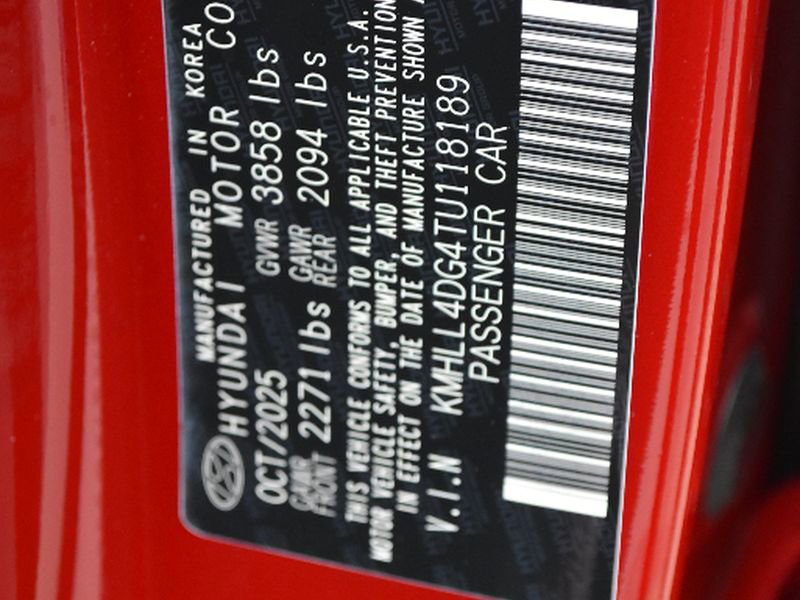 MANUFACTURED IN KOREA
HYUNDAI MOTOR CO
OCT/2025 GVWR 3858 lbs
GAWR FRONT 2271 lbs GAWR REAR 2094 lbs
THIS VEHICLE CONFORMS TO ALL APPLICABLE U.S.A.
MOTOR VEHICLE SAFETY, BUMPER, AND THEFT PREVENTION
IN EFFECT ON THE DATE OF MANUFACTURE SHOWN
V.I.N KMHLL4DG4TU118189
PASSENGER CAR